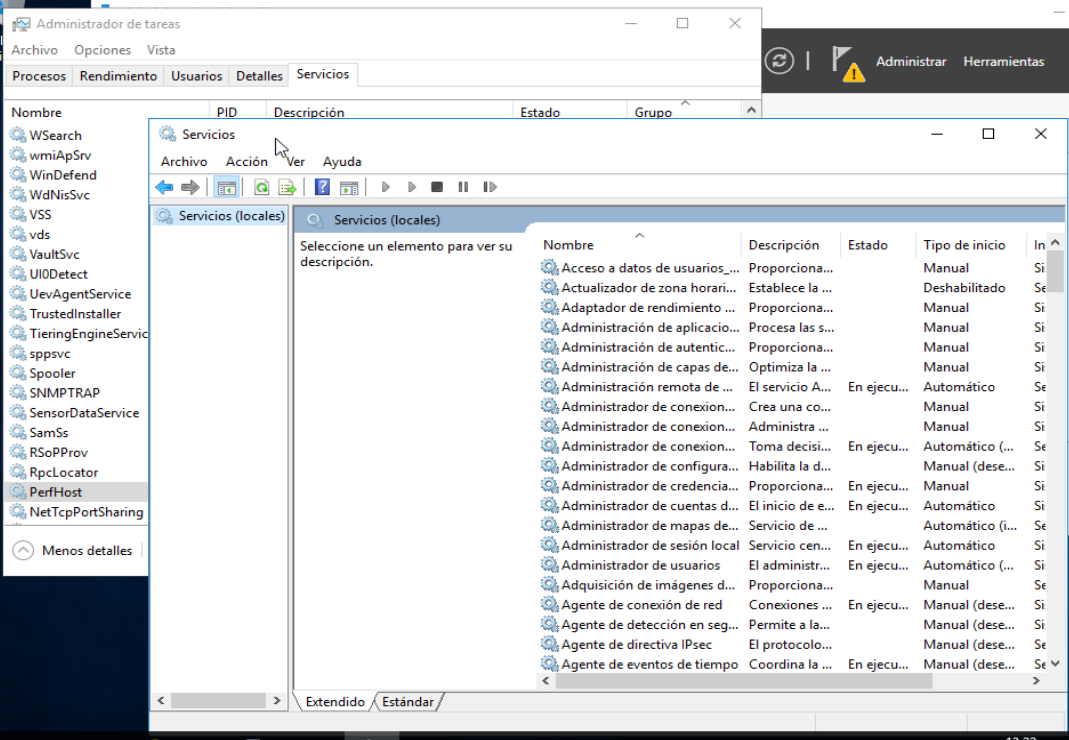 Administrador de tareas
Archivo Opciones Vista
Procesos Rendimiento Usuarios Detalles Servicios
Administrar Herramientas
Nombre PID Descripción Estado Grupo
WSearch
wmiApSrv
WinDefend
WdNisSvc
VSS
vds
VaultSvc
UI0Detect
UevAgentService
TrustedInstaller
TieringEngineServic
sppsvc
Spooler
SNMPTRAP
SensorDataService
SamSs
RSoPProv
RpcLocator
PerfHost
NetTcpPortSharing
Menos detalles
Servicios
Archivo Acción Ver Ayuda
Servicios (locales)
Servicios (locales)
Seleccione un elemento para ver su
descripción.
Nombre Descripción Estado Tipo de inicio In
Acceso a datos de usuarios_... Proporciona... Manual Si
Actualizador de zona horari... Establece la ... Deshabilitado Se
Adaptador de rendimiento ... Proporciona... Manual Si
Administración de aplicacio... Procesa las s... Manual Si
Administración de autentic... Proporciona... Manual Si
Administración de capas de... Optimiza la ... Manual Si
Administración remota de ... El servicio A... En ejecu... Automático Se
Administrador de conexion... Crea una co... Manual Si
Administrador de conexion... Administra ... Manual Si
Administrador de conexion... Toma decisi... En ejecu... Automático (... Se
Administrador de configura... Habilita la d... Manual (dese... Si
Administrador de credencia... Proporciona... En ejecu... Manual Si
Administrador de cuentas d... El inicio de e... En ejecu... Automático Si
Administrador de mapas de... Servicio de ... Automático (i... Se
Administrador de sesión local Servicio cen... En ejecu... Automático Si
Administrador de usuarios El administr... En ejecu... Automático (... Si
Adquisición de imágenes d... Proporciona... Manual Se
Agente de conexión de red Conexiones ... En ejecu... Manual (dese... Si
Agente de detección en seg... Permite a la... Manual (dese... Si
Agente de directiva IPsec El protocolo... Manual (dese... Se
Agente de eventos de tiempo Coordina la ... En ejecu... Manual (dese... Se
Extendido Estándar